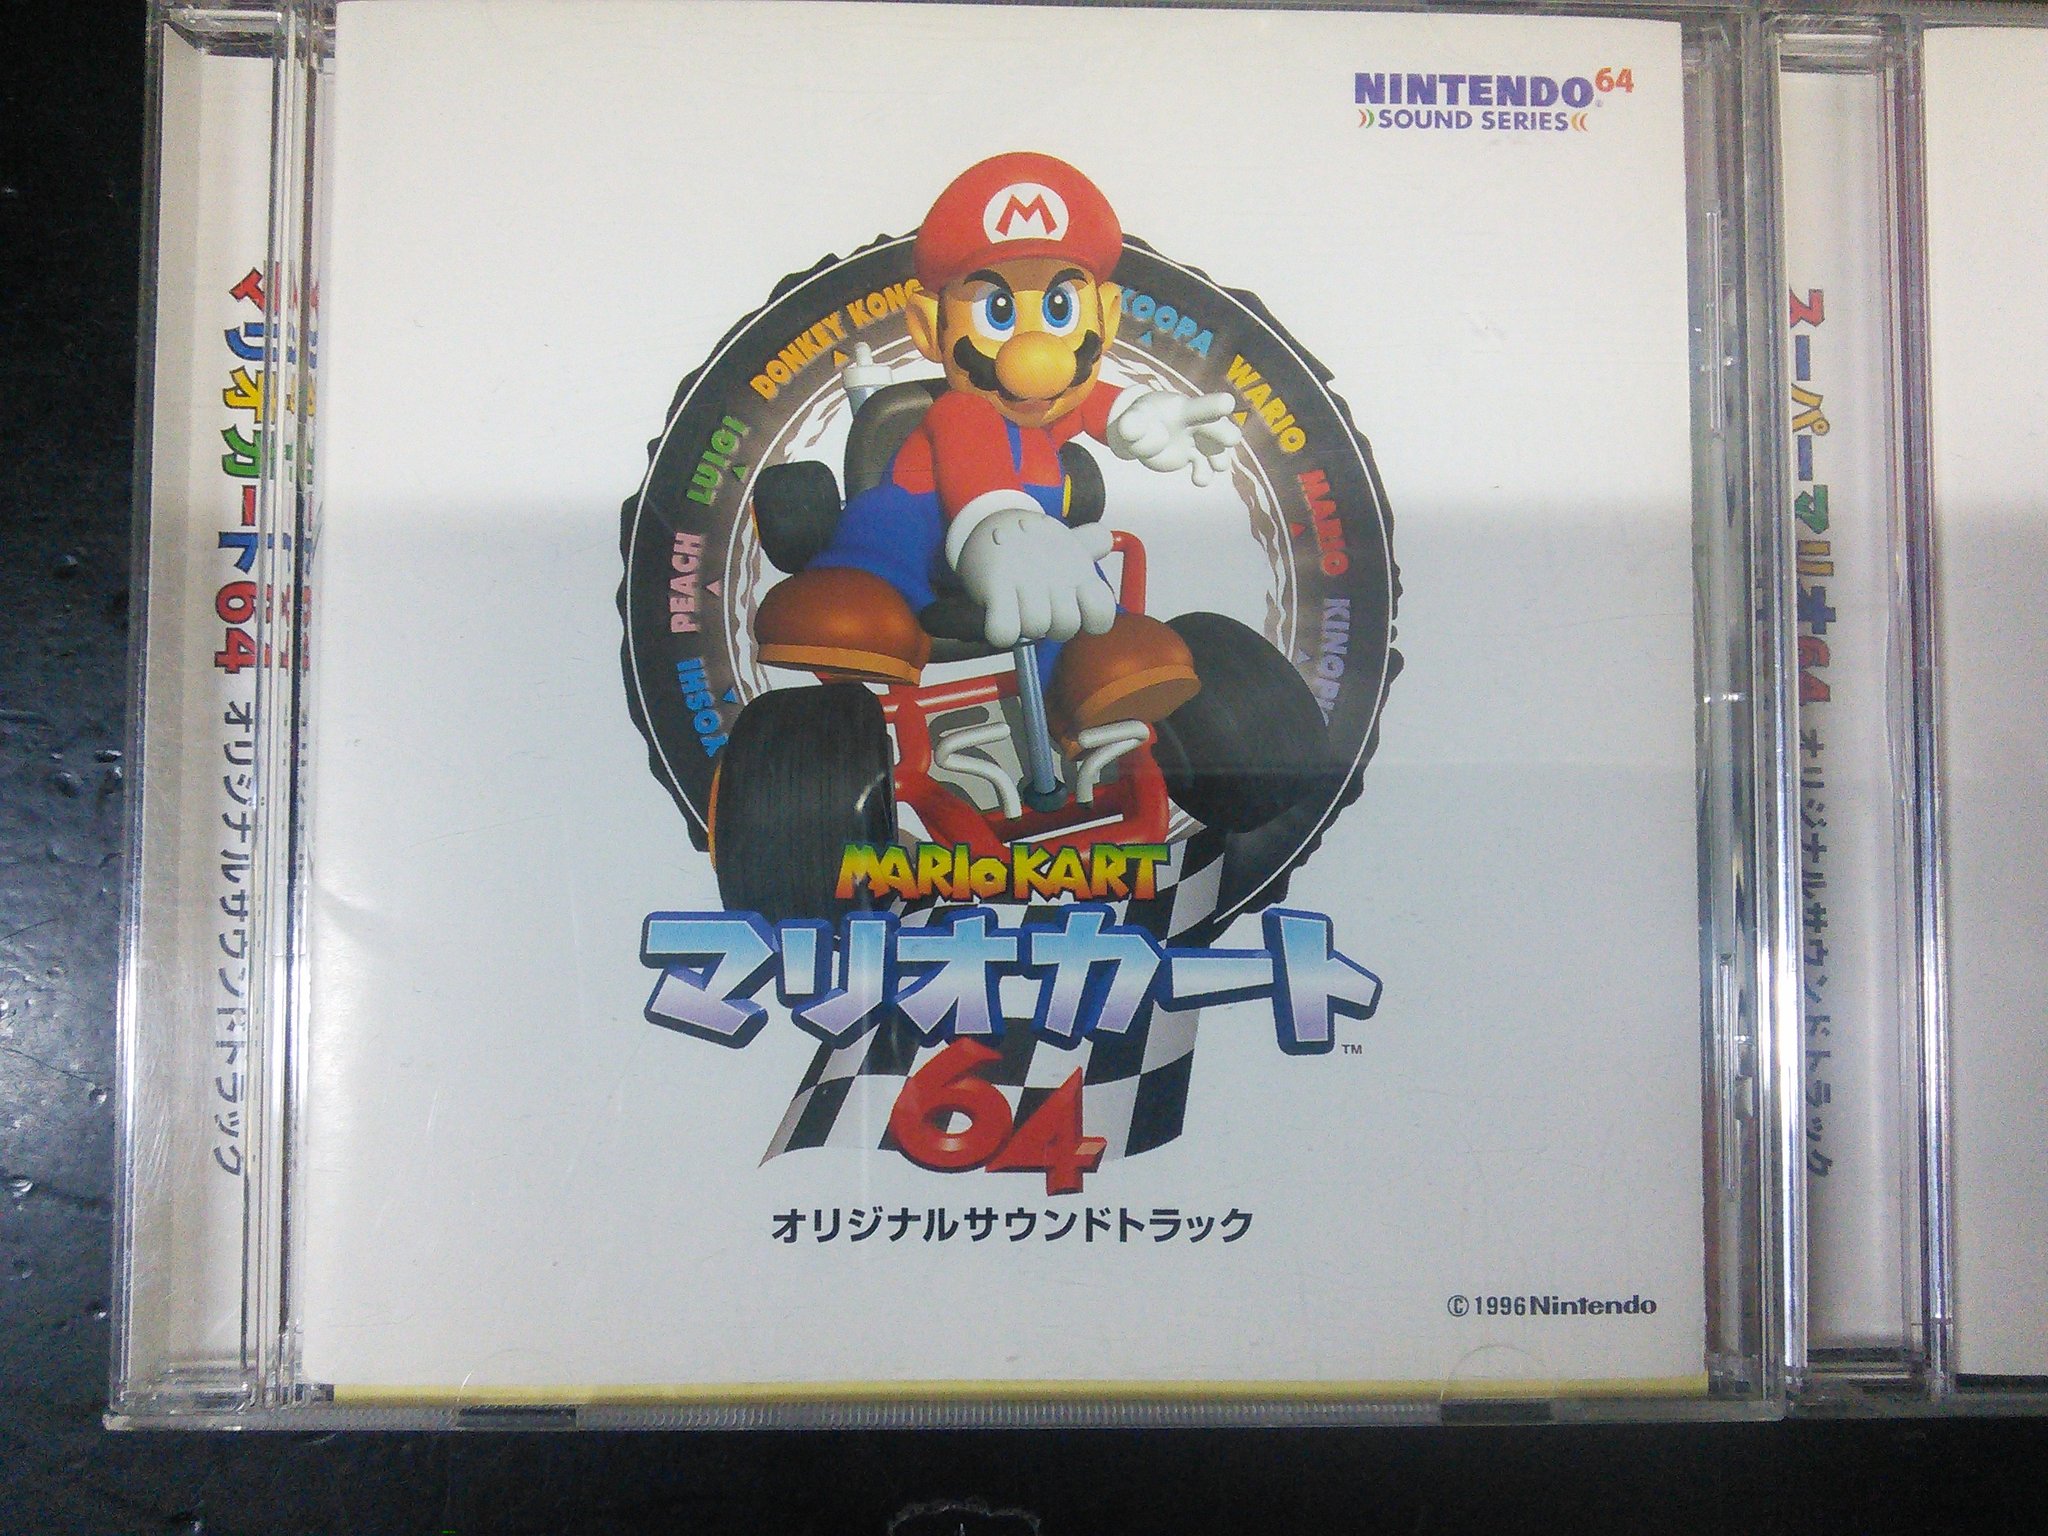 NINTENDO®64
SOUND SERIES
M
DONKEY KONG
KOOPA
WARIO
LUIGI
MARIO
PEACH
KINOPIO
YOSHI
MARIO KART
マリオカート
TM
64
オリジナルサウンドトラック
©1996 Nintendo
マリオカート64 オリジナルサウンドトラック
スーパーマリオ64 オリジナルサウンドトラック